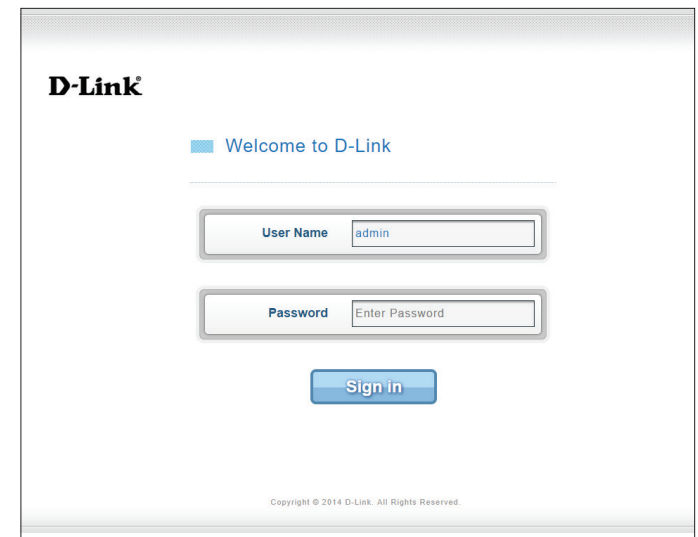 D-Link®
Welcome to D-Link
User Name admin
Password Enter Password
Sign in
Copyright © 2014 D-Link. All Rights Reserved.